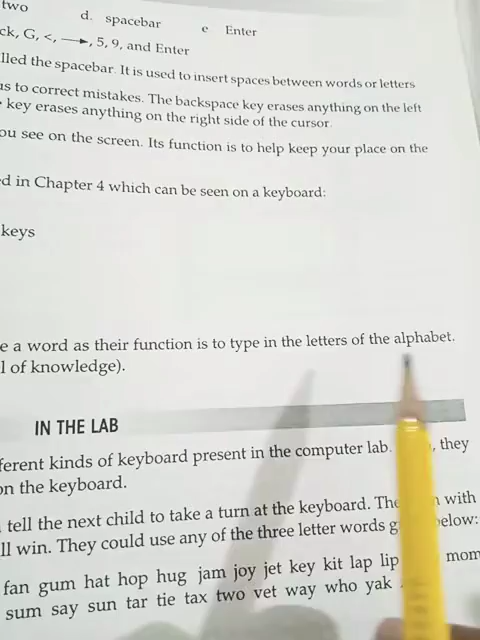 two
d. spacebar e Enter
ck, G, <, →, 5, 9, and Enter
lled the spacebar. It is used to insert spaces between words or letters
us to correct mistakes. The backspace key erases anything on the left
key erases anything on the right side of the cursor.
ou see on the screen. Its function is to help keep your place on the
d in Chapter 4 which can be seen on a keyboard:
keys
e a word as their function is to type in the letters of the alphabet.
l of knowledge).
IN THE LAB
ferent kinds of keyboard present in the computer lab. , they
on the keyboard.
tell the next child to take a turn at the keyboard. The with
ll win. They could use any of the three letter words below:
fan gum hat hop hug jam joy jet key kit lap lip mom
sum say sun tar tie tax two vet way who yak